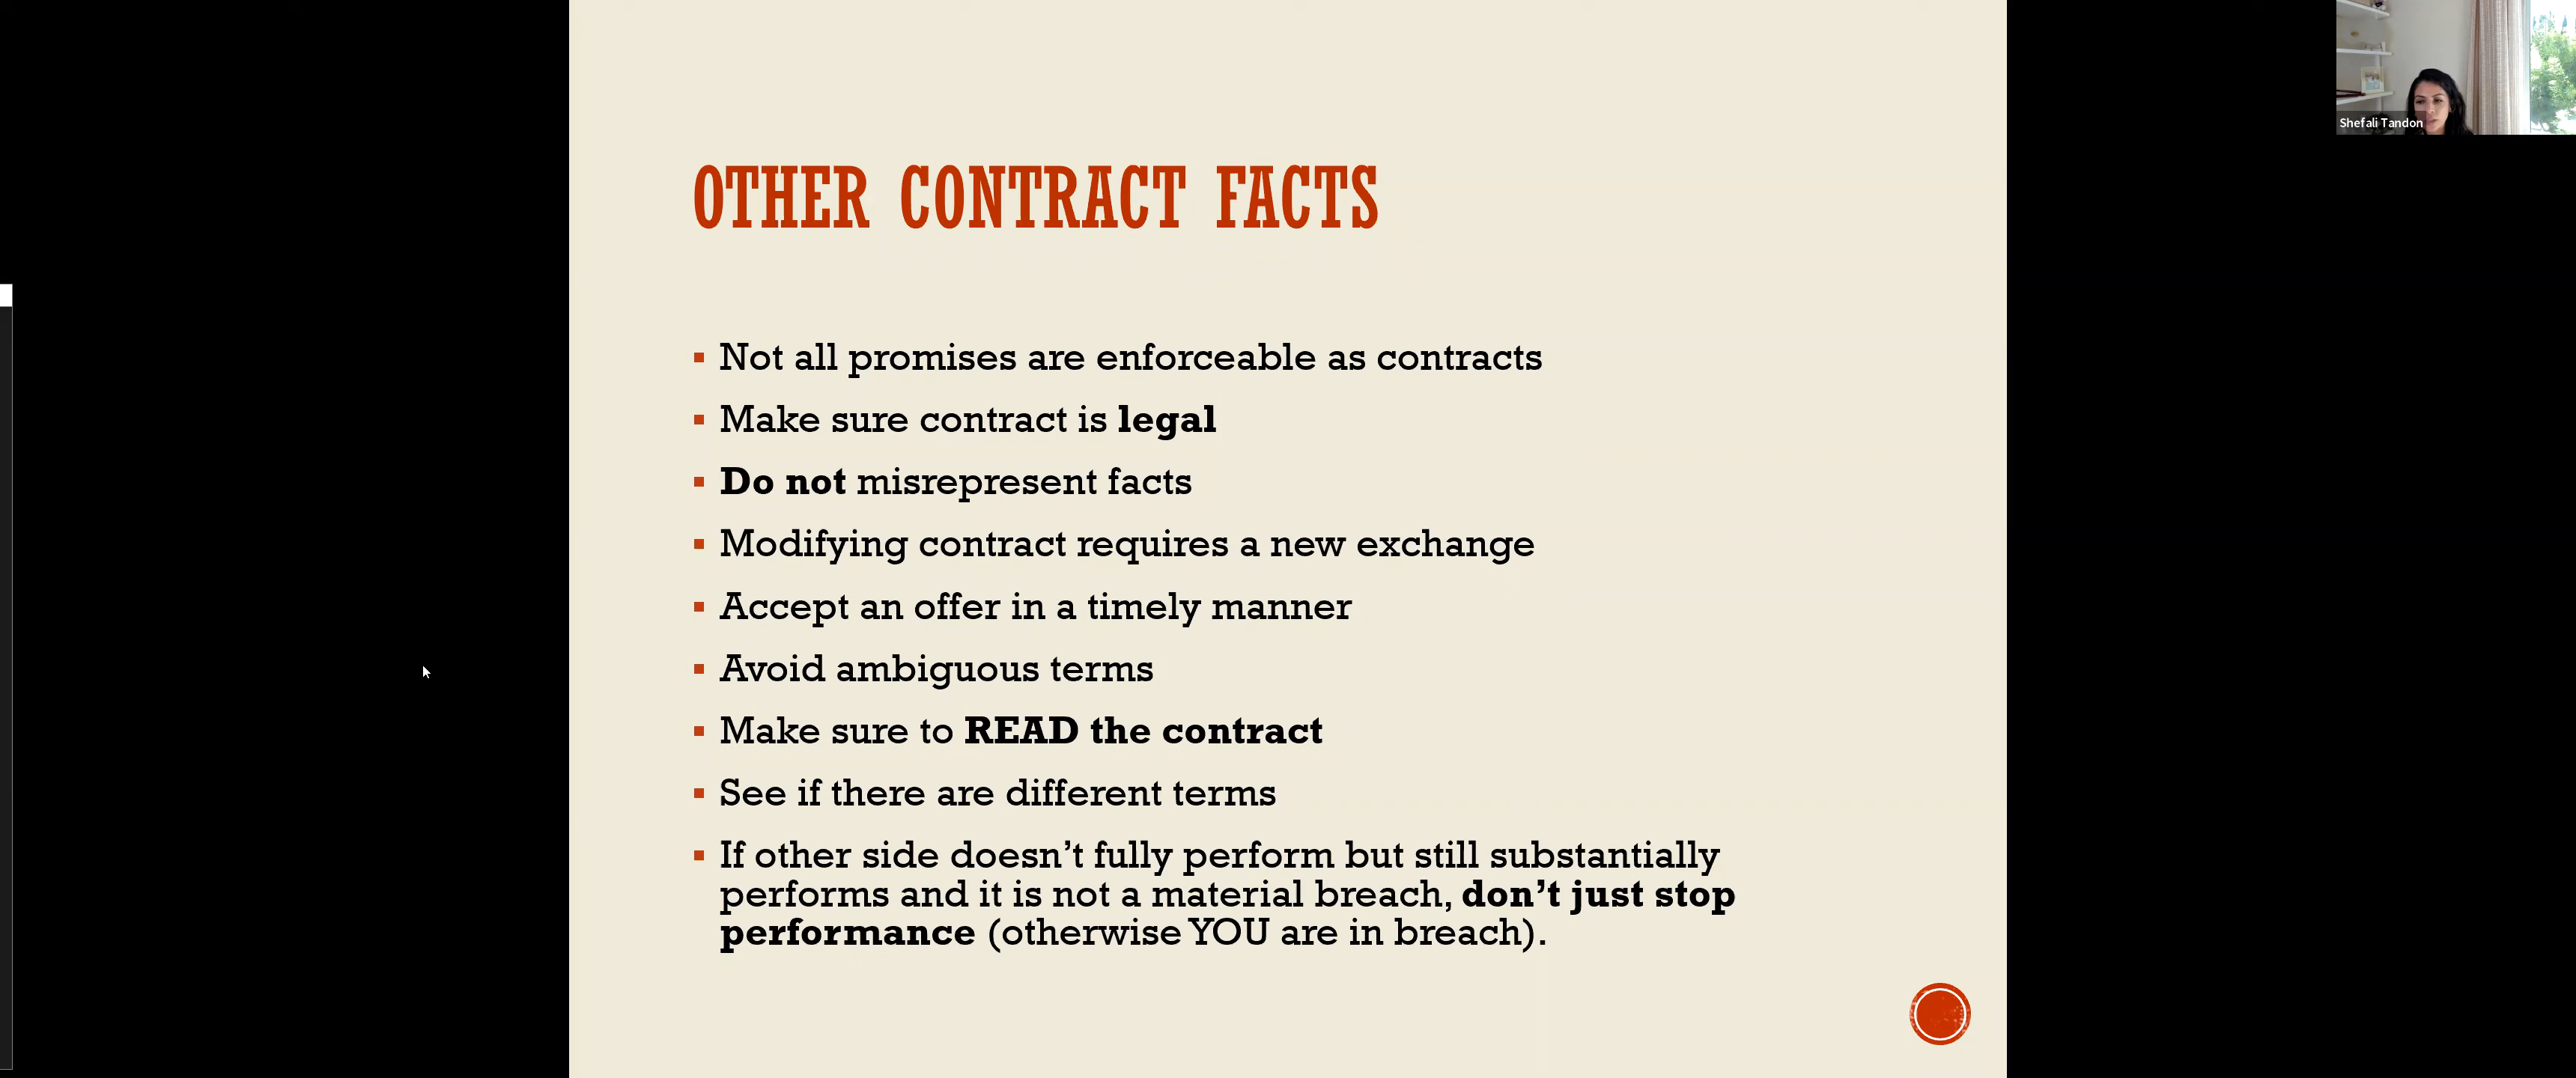 OTHER CONTRACT FACTS
Not all promises are enforceable as contracts
Make sure contract is legal
Do not misrepresent facts
Modifying contract requires a new exchange
Accept an offer in a timely manner
Avoid ambiguous terms
Make sure to READ the contract
See if there are different terms
If other side doesn't fully perform but still substantially
performs and it is not a material breach, don't just stop
performance (otherwise YOU are in breach).
Shefali Tandon